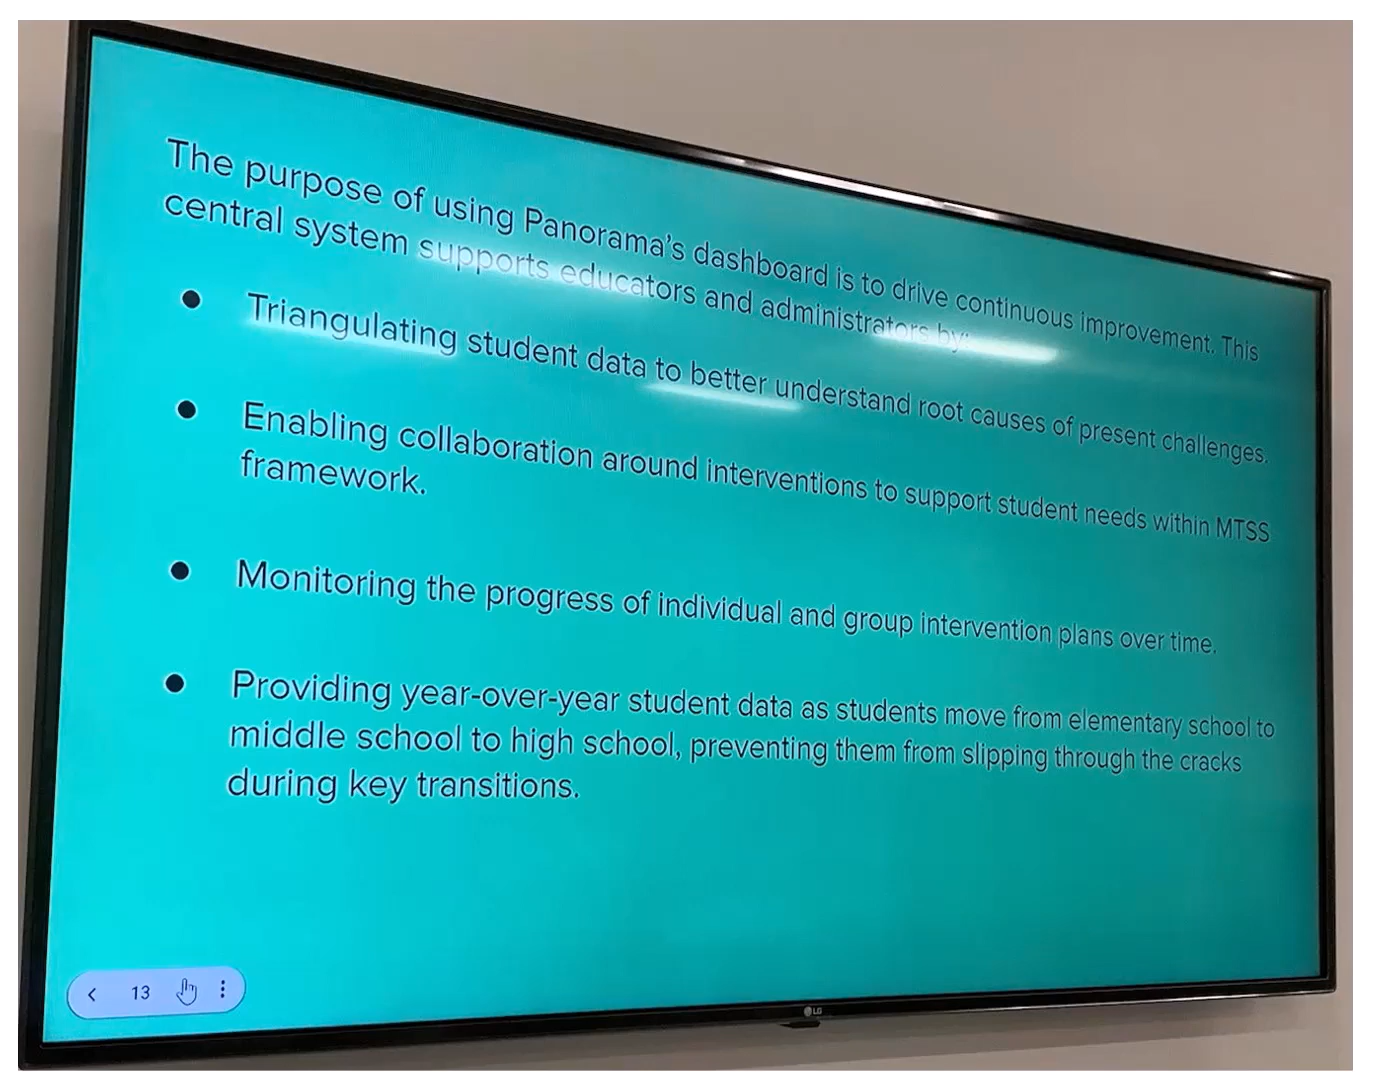 The purpose of using Panorama's dashboard is to drive continuous improvement. This
central system supports educators and administrators by:
● Triangulating student data to better understand root causes of present challenges.
● Enabling collaboration around interventions to support student needs within MTSS
framework.
● Monitoring the progress of individual and group intervention plans over time.
● Providing year-over-year student data as students move from elementary school to
middle school to high school, preventing them from slipping through the cracks
during key transitions.
13
LG